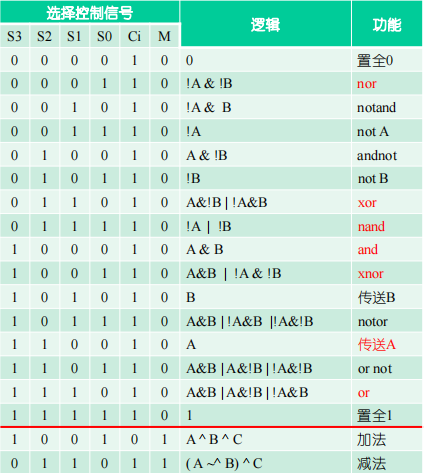 选择控制信号 逻辑 功能
S3 S2 S1 S0 Ci M
0 0 0 0 1 0 0 置全0
0 0 0 1 1 0 !A & !B nor
0 0 1 0 1 0 !A & B notand
0 0 1 1 1 0 !A not A
0 1 0 0 1 0 A & !B andnot
0 1 0 1 1 0 !B not B
0 1 1 0 1 0 A&!B | !A&B xor
0 1 1 1 1 0 !A | !B nand
1 0 0 0 1 0 A & B and
1 0 0 1 1 0 A&B | !A & !B xnor
1 0 1 0 1 0 B 传送B
1 0 1 1 1 0 A&B | !A&B |!A&!B notor
1 1 0 0 1 0 A 传送A
1 1 0 1 1 0 A&B |A&!B | !A&!B or not
1 1 1 0 1 0 A&B | A&!B | !A&B or
1 1 1 1 1 0 1 置全1
1 0 0 1 0 1 A ^ B ^ C 加法
0 1 1 0 1 1 ( A ~^ B) ^ C 减法